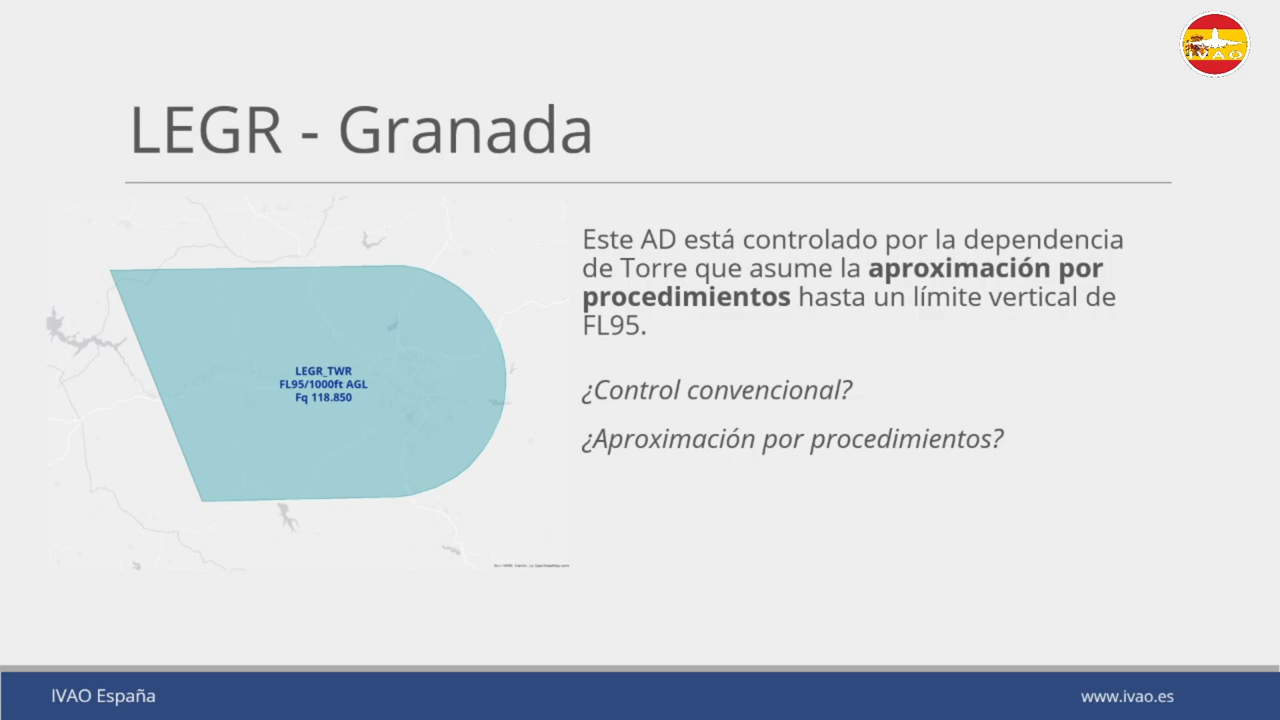 IVAO
LEGR - Granada
Este AD está controlado por la dependencia
de Torre que asume la aproximación por
procedimientos hasta un límite vertical de
FL95.
¿Control convencional?
¿Aproximación por procedimientos?
LEGR_TWR
FL95/1000ft AGL
Fq 118.850
IVAO España
www.ivao.es